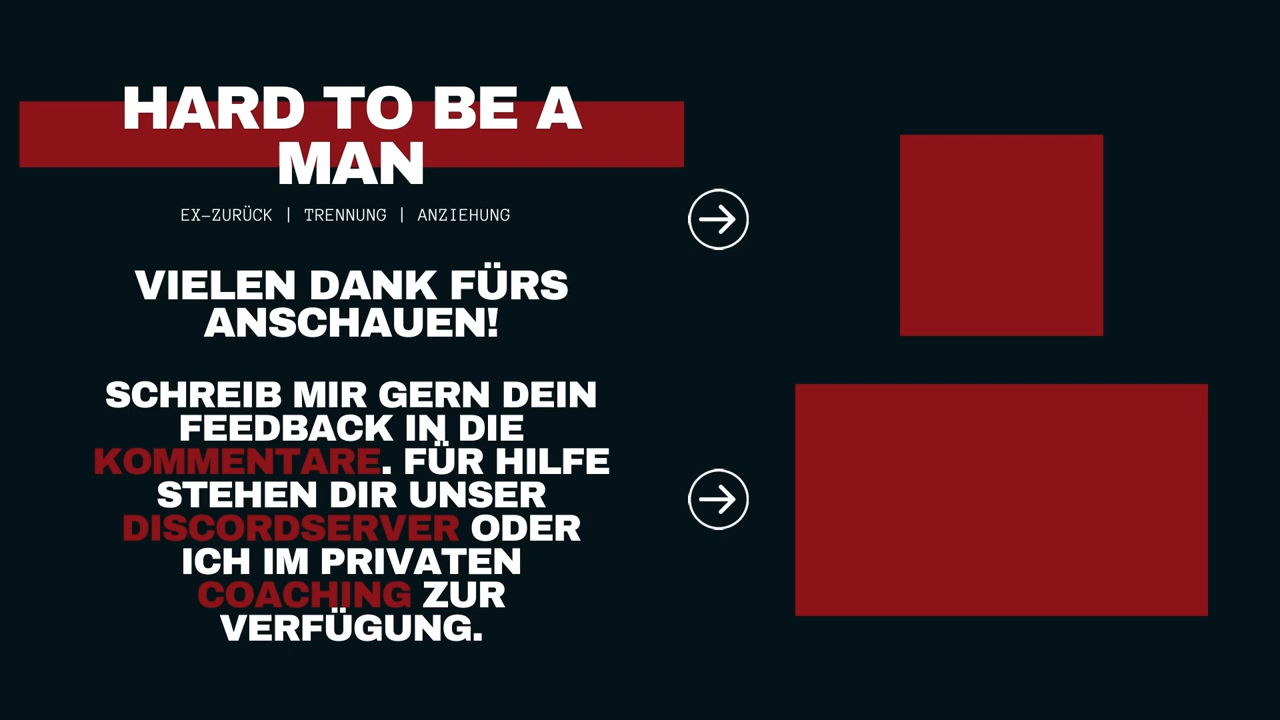 HARD TO BE A
MAN
EX-ZURÜCK | TRENNUNG | ANZIEHUNG
VIELEN DANK FÜRS
ANSCHAUEN!
SCHREIB MIR GERN DEIN
FEEDBACK IN DIE
KOMMENTARE. FÜR HILFE
STEHEN DIR UNSER
DISCORDSERVER ODER
ICH IM PRIVATEN
COACHING ZUR
VERFÜGUNG.